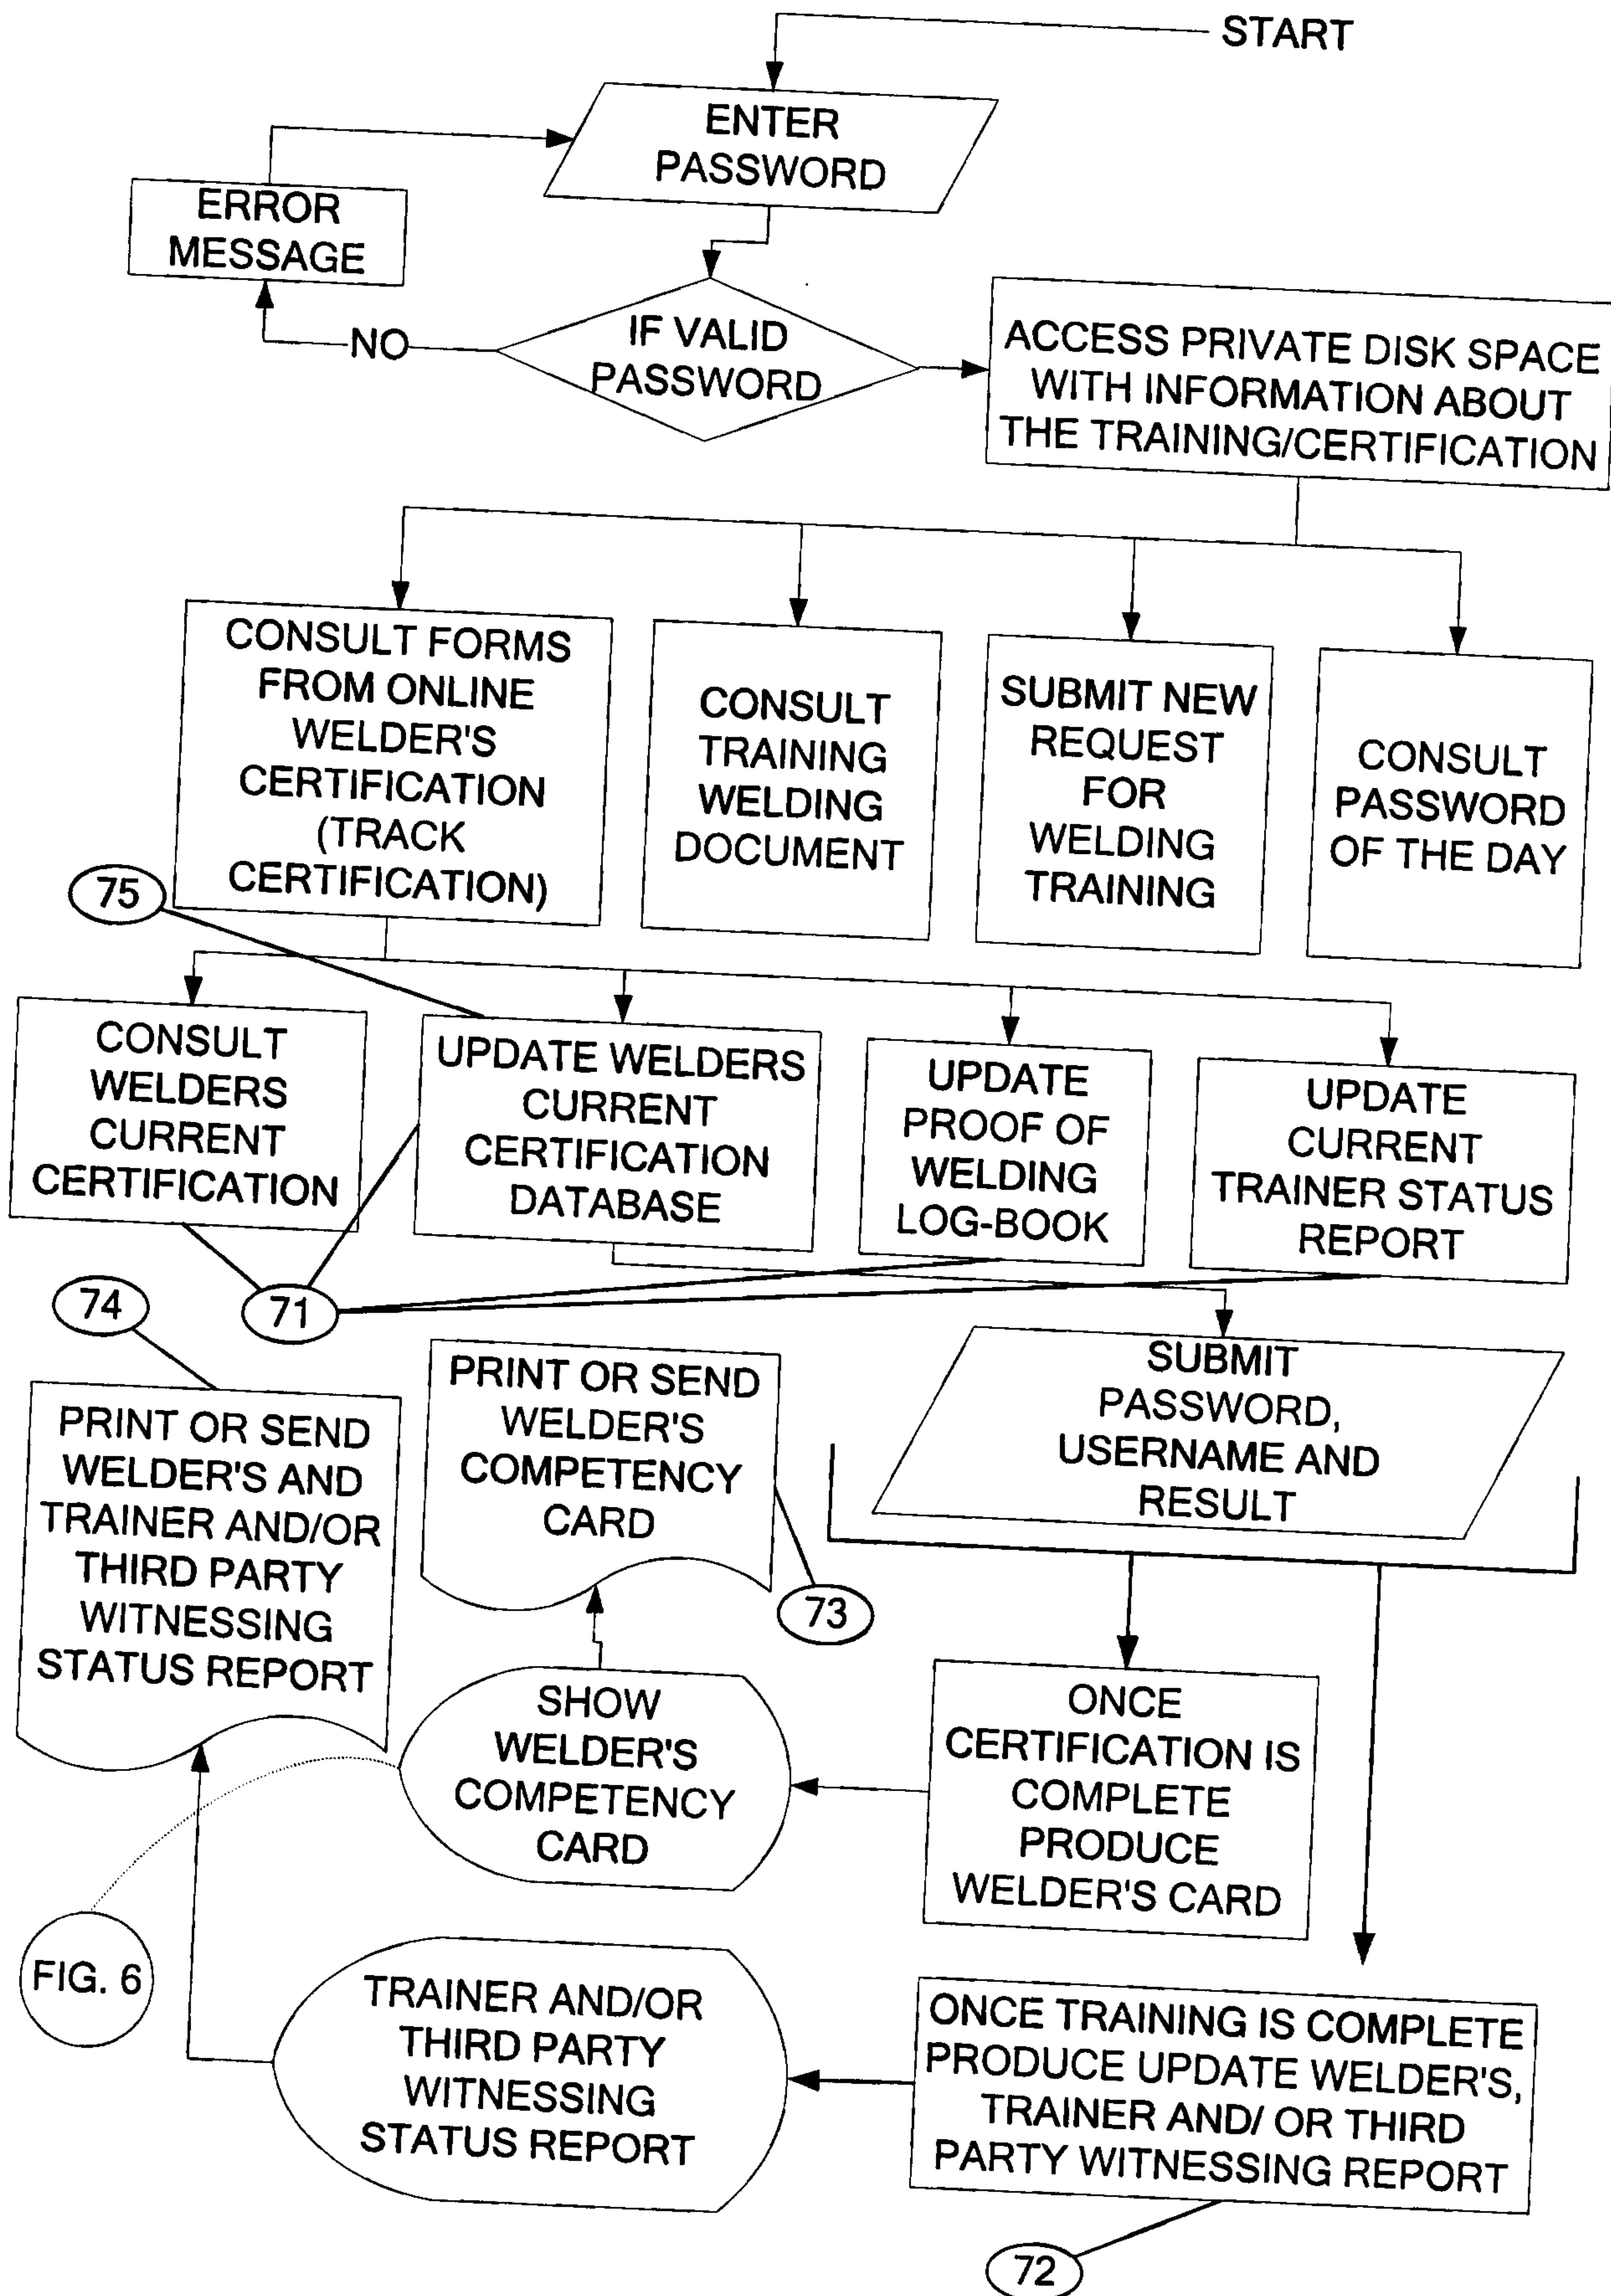 START
ENTER
PASSWORD
ERROR
MESSAGE
NO
IF VALID
PASSWORD
ACCESS PRIVATE DISK SPACE
WITH INFORMATION ABOUT
THE TRAINING/CERTIFICATION
CONSULT FORMS
FROM ONLINE
WELDER'S
CERTIFICATION
(TRACK
CERTIFICATION)
CONSULT
TRAINING
WELDING
DOCUMENT
SUBMIT NEW
REQUEST
FOR
WELDING
TRAINING
CONSULT
PASSWORD
OF THE DAY
75
CONSULT
WELDERS
CURRENT
CERTIFICATION
UPDATE WELDERS
CURRENT
CERTIFICATION
DATABASE
UPDATE
PROOF OF
WELDING
LOG-BOOK
UPDATE
CURRENT
TRAINER STATUS
REPORT
74
71
PRINT OR SEND
WELDER'S AND
TRAINER AND/OR
THIRD PARTY
WITNESSING
STATUS REPORT
PRINT OR SEND
WELDER'S
COMPETENCY
CARD
SUBMIT
PASSWORD,
USERNAME AND
RESULT
73
SHOW
WELDER'S
COMPETENCY
CARD
ONCE
CERTIFICATION IS
COMPLETE
PRODUCE
WELDER'S CARD
FIG. 6
TRAINER AND/OR
THIRD PARTY
WITNESSING
STATUS REPORT
ONCE TRAINING IS COMPLETE
PRODUCE UPDATE WELDER'S,
TRAINER AND/ OR THIRD
PARTY WITNESSING REPORT
72